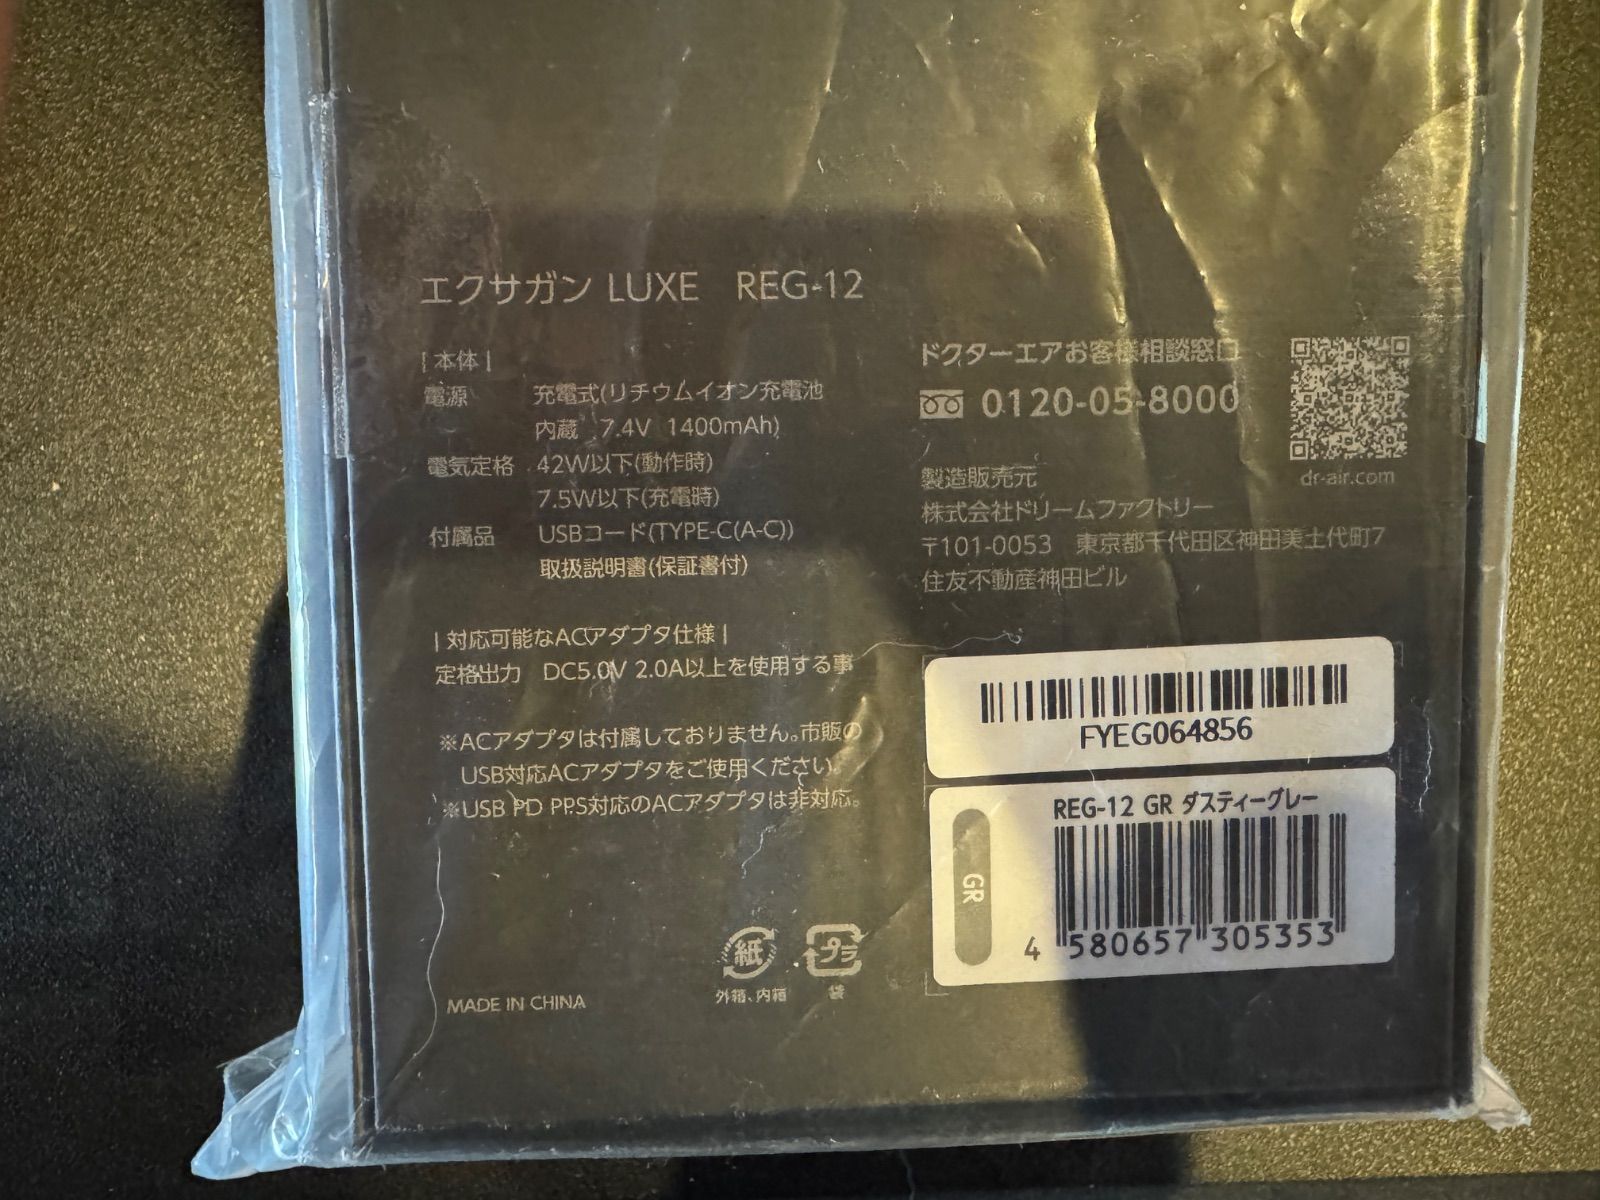 エクサガン LUXE REG-12
| 本体 |
電源 充電式(リチウムイオン充電池
内蔵 7.4V 1400mAh)
電気定格 42W以下(動作時)
7.5W以下(充電時)
付属品 USBコード(TYPE-C(A-C))
取扱説明書(保証書付)
| 対応可能なACアダプタ仕様 |
定格出力 DC5.0V 2.0A以上を使用する事
※ACアダプタは付属しておりません。市販の
USB対応ACアダプタをご使用ください。
※USB PD PPS対応のACアダプタは非対応。
MADE IN CHINA
紙
外箱、内箱
プラ
袋
ドクターエアお客様相談窓口
0120-05-8000
dr-air.com
製造販売元
株式会社ドリームファクトリー
〒101-0053 東京都千代田区神田美土代町7
住友不動産神田ビル
FYEG064856
REG-12 GR ダスティーグレー
GR
4 580657 305353